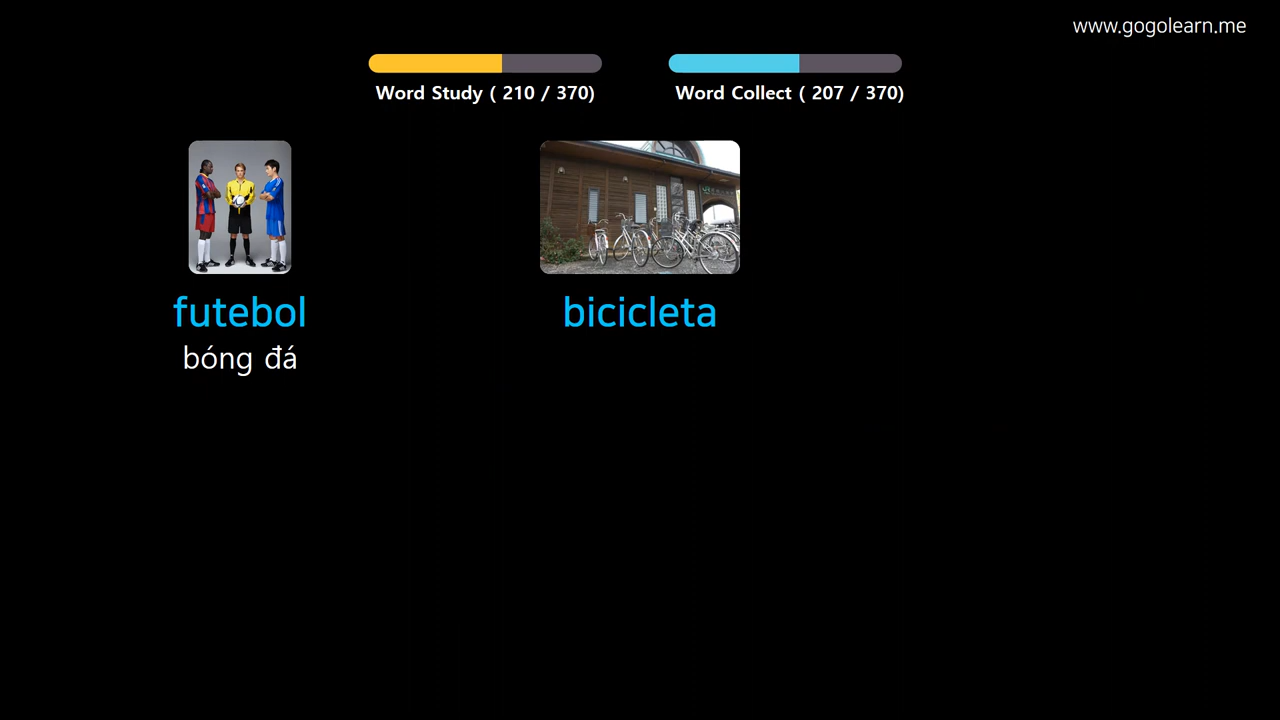 www.gogolearn.me
Word Study ( 210 / 370)
Word Collect ( 207 / 370)
futebol
bicicleta
bóng đá